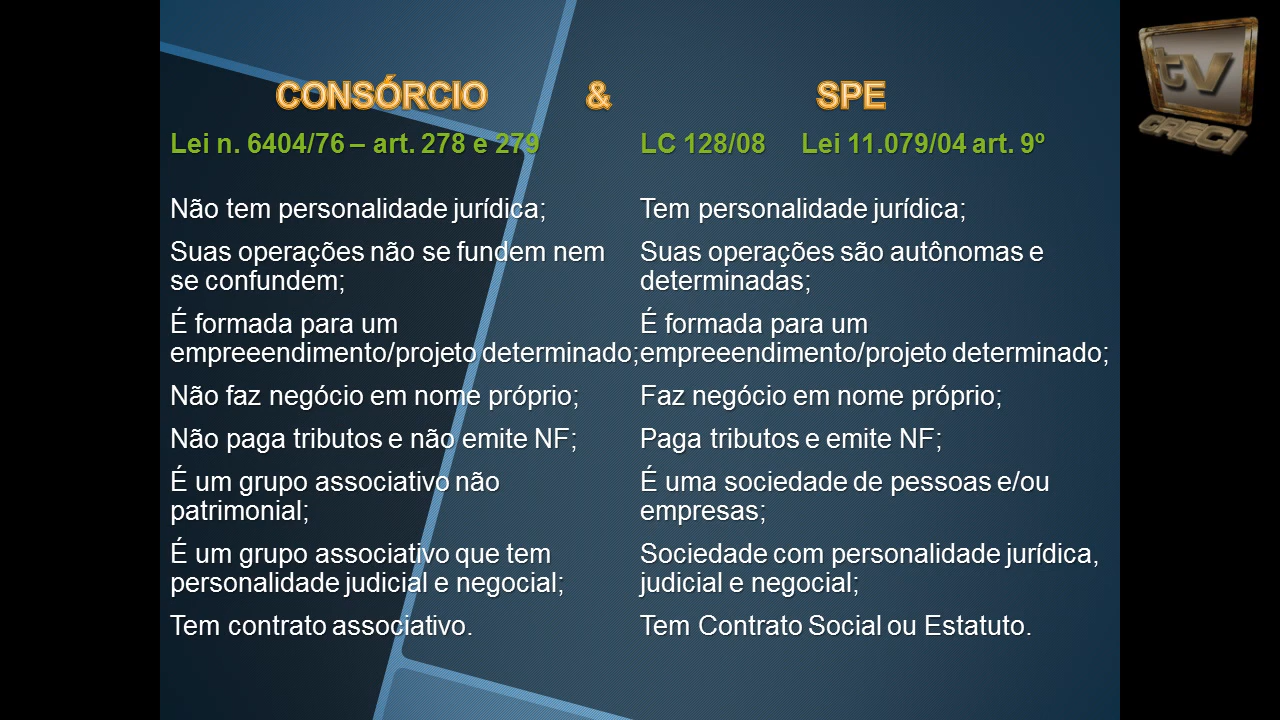 CONSÓRCIO & SPE
Lei n. 6404/76 – art. 278 e 279
Não tem personalidade jurídica;
Suas operações não se fundem nem
se confundem;
É formada para um
empreeendimento/projeto determinado;
Não faz negócio em nome próprio;
Não paga tributos e não emite NF;
É um grupo associativo não
patrimonial;
É um grupo associativo que tem
personalidade judicial e negocial;
Tem contrato associativo.
LC 128/08 Lei 11.079/04 art. 9º
Tem personalidade jurídica;
Suas operações são autônomas e
determinadas;
É formada para um
empreeendimento/projeto determinado;
Faz negócio em nome próprio;
Paga tributos e emite NF;
É uma sociedade de pessoas e/ou
empresas;
Sociedade com personalidade jurídica,
judicial e negocial;
Tem Contrato Social ou Estatuto.
tv
CRECI